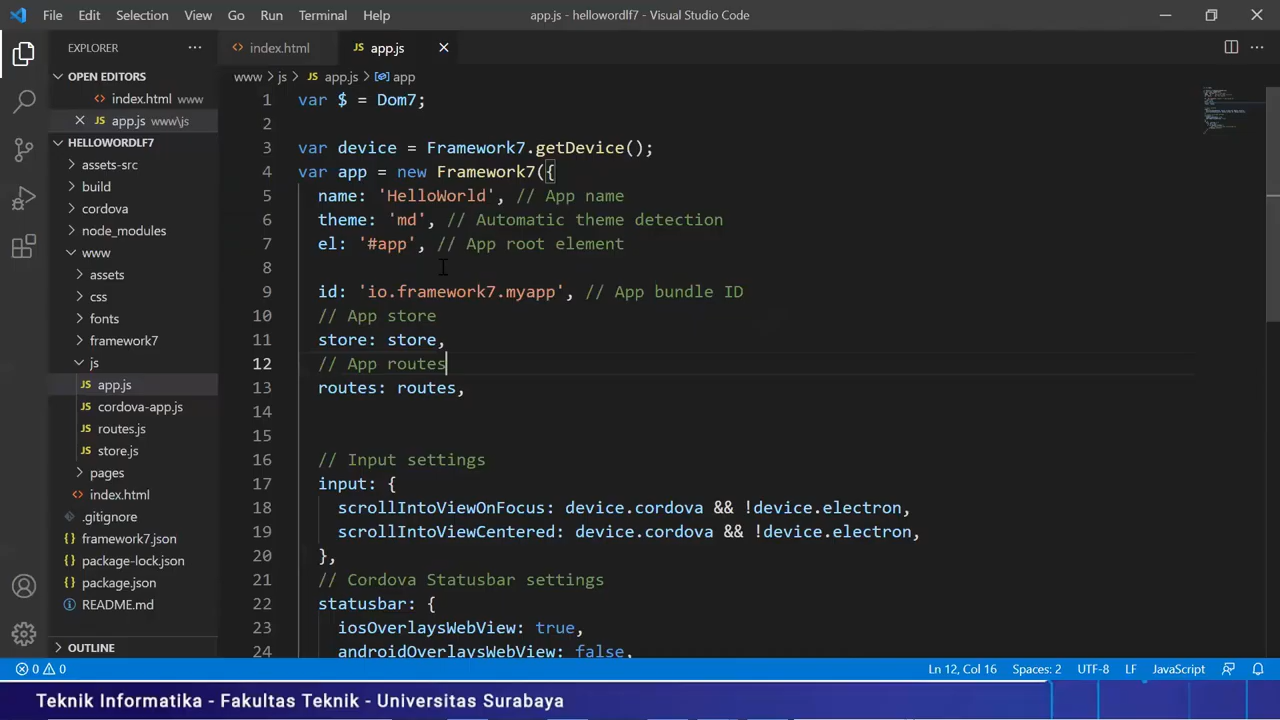 File Edit Selection View Go Run Terminal Help app.js - hellowordlf7 - Visual Studio Code
EXPLORER
OPEN EDITORS
index.html www
app.js www\js
HELLOWORDLF7
assets-src
build
cordova
node_modules
www
assets
css
fonts
framework7
js
JS app.js
JS cordova-app.js
JS routes.js
JS store.js
pages
index.html
.gitignore
{} framework7.json
{} package-lock.json
{} package.json
README.md
OUTLINE
index.html JS app.js
www > js > JS app.js > app
1 var $ = Dom7;
2
3 var device = Framework7.getDevice();
4 var app = new Framework7({
5 name: 'HelloWorld', // App name
6 theme: 'md', // Automatic theme detection
7 el: '#app', // App root element
8
9 id: 'io.framework7.myapp', // App bundle ID
10 // App store
11 store: store,
12 // App routes
13 routes: routes,
14
15
16 // Input settings
17 input: {
18 scrollIntoViewOnFocus: device.cordova && !device.electron,
19 scrollIntoViewCentered: device.cordova && !device.electron,
20 },
21 // Cordova Statusbar settings
22 statusbar: {
23 iosOverlaysWebView: true,
24 androidOverlaysWebView: false,
0 0 Ln 12, Col 16 Spaces: 2 UTF-8 LF JavaScript
Teknik Informatika - Fakultas Teknik - Universitas Surabaya